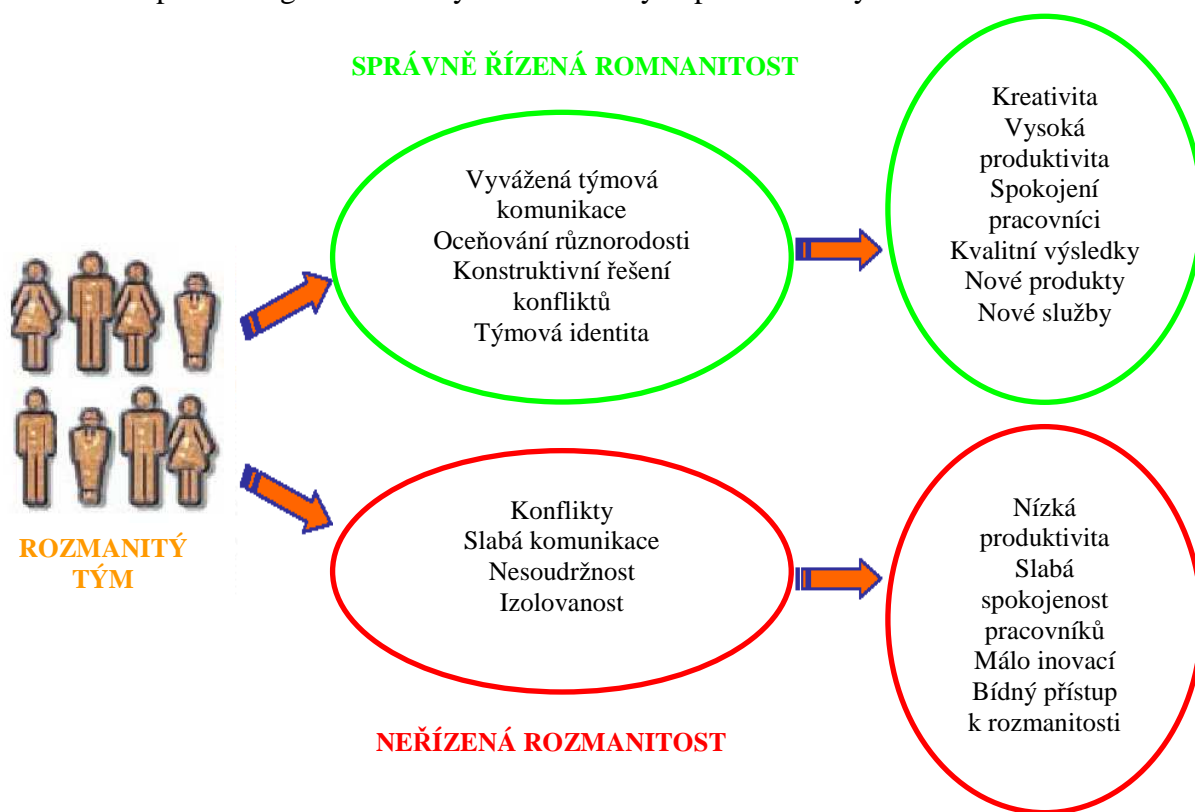 SPRÁVNĚ ŘÍZENÁ ROMNANITOST
Vyvážená týmová
komunikace
Oceňování různorodosti
Konstruktivní řešení
konfliktů
Týmová identita
Kreativita
Vysoká
produktivita
Spokojení
pracovníci
Kvalitní výsledky
Nové produkty
Nové služby
ROZMANITÝ
TÝM
Konflikty
Slabá komunikace
Nesoudržnost
Izolovanost
Nízká
produktivita
Slabá
spokojenost
pracovníků
Málo inovací
Bídný přístup
k rozmanitosti
NEŘÍZENÁ ROZMANITOST